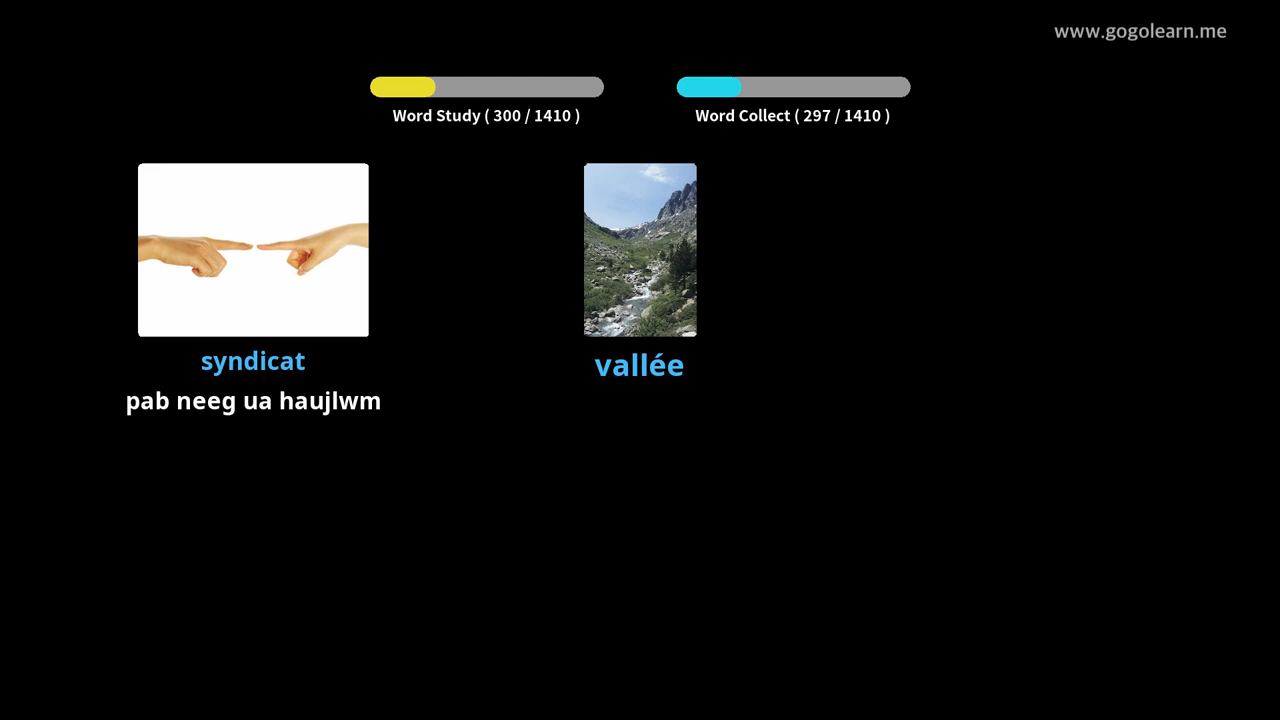 www.gogolearn.me
Word Study ( 300 / 1410 )
Word Collect ( 297 / 1410 )
syndicat
pab neeg ua haujlwm
vallée